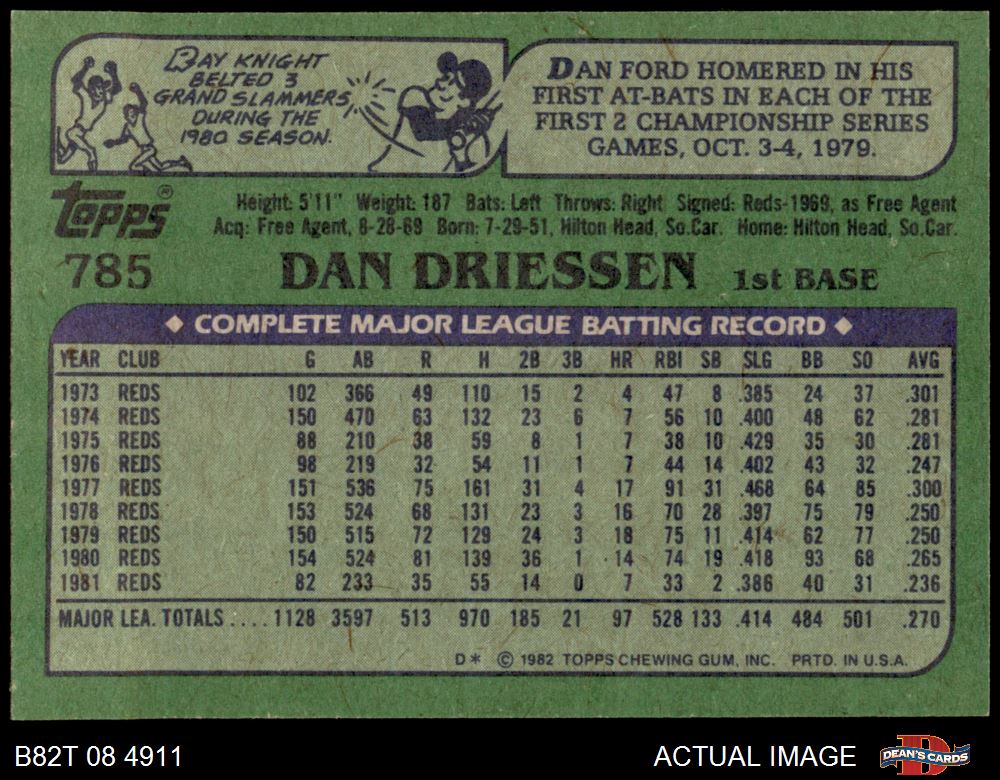 RAY KNIGHT
BELTED 3
GRAND SLAMMERS
DURING THE
1980 SEASON.
DAN FORD HOMERED IN HIS
FIRST AT-BATS IN EACH OF THE
FIRST 2 CHAMPIONSHIP SERIES
GAMES, OCT. 3-4, 1979.
topps®
Height: 5'11" Weight: 187 Bats: Left Throws: Right Signed: Reds-1969, as Free Agent
Acq: Free Agent, 8-28-69 Born: 7-29-51, Hilton Head, So.Car. Home: Hilton Head, So.Car.
785 DAN DRIESSEN 1st BASE
◆ COMPLETE MAJOR LEAGUE BATTING RECORD ◆
YEAR CLUB G AB R H 2B 3B HR RBI SB SLG BB SO AVG
1973 REDS 102 366 49 110 15 2 4 47 8 .385 24 37 .301
1974 REDS 150 470 63 132 23 6 7 56 10 .400 48 62 .281
1975 REDS 88 210 38 59 8 1 7 38 10 .429 35 30 .281
1976 REDS 98 219 32 54 11 1 7 44 14 .402 43 32 .247
1977 REDS 151 536 75 161 31 4 17 91 31 .468 64 85 .300
1978 REDS 153 524 68 131 23 3 16 70 28 .397 75 79 .250
1979 REDS 150 515 72 129 24 3 18 75 11 .414 62 77 .250
1980 REDS 154 524 81 139 36 1 14 74 19 .418 93 68 .265
1981 REDS 82 233 35 55 14 0 7 33 2 .386 40 31 .236
MAJOR LEA. TOTALS .... 1128 3597 513 970 185 21 97 528 133 .414 484 501 .270
D* © 1982 TOPPS CHEWING GUM, INC. PRTD. IN U.S.A.
B82T 08 4911
ACTUAL IMAGE
DEAN'S CARDS